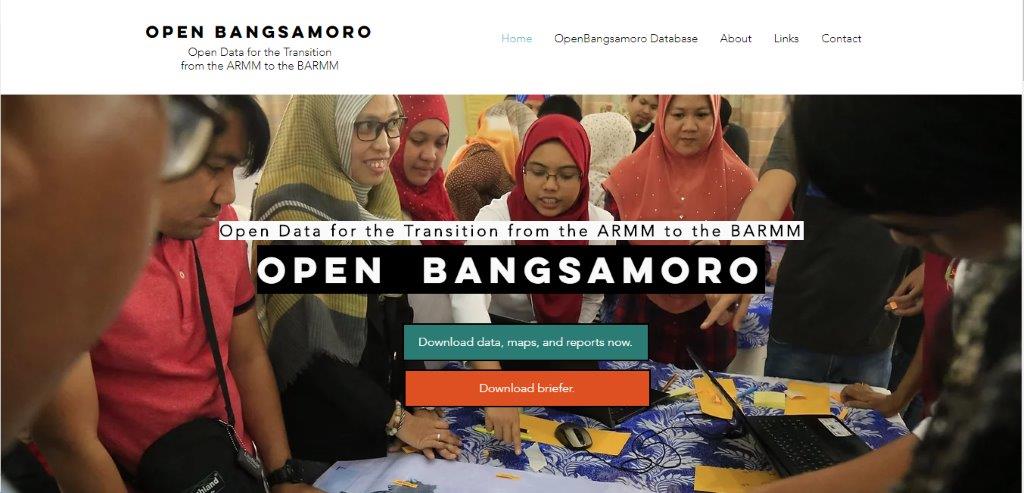 OPEN BANGSAMORO
Open Data for the Transition
from the ARMM to the BARMM
Home OpenBangsamoro Database About Links Contact
Open Data for the Transition from the ARMM to the BARMM
OPEN BANGSAMORO
Download data, maps, and reports now.
Download briefer.